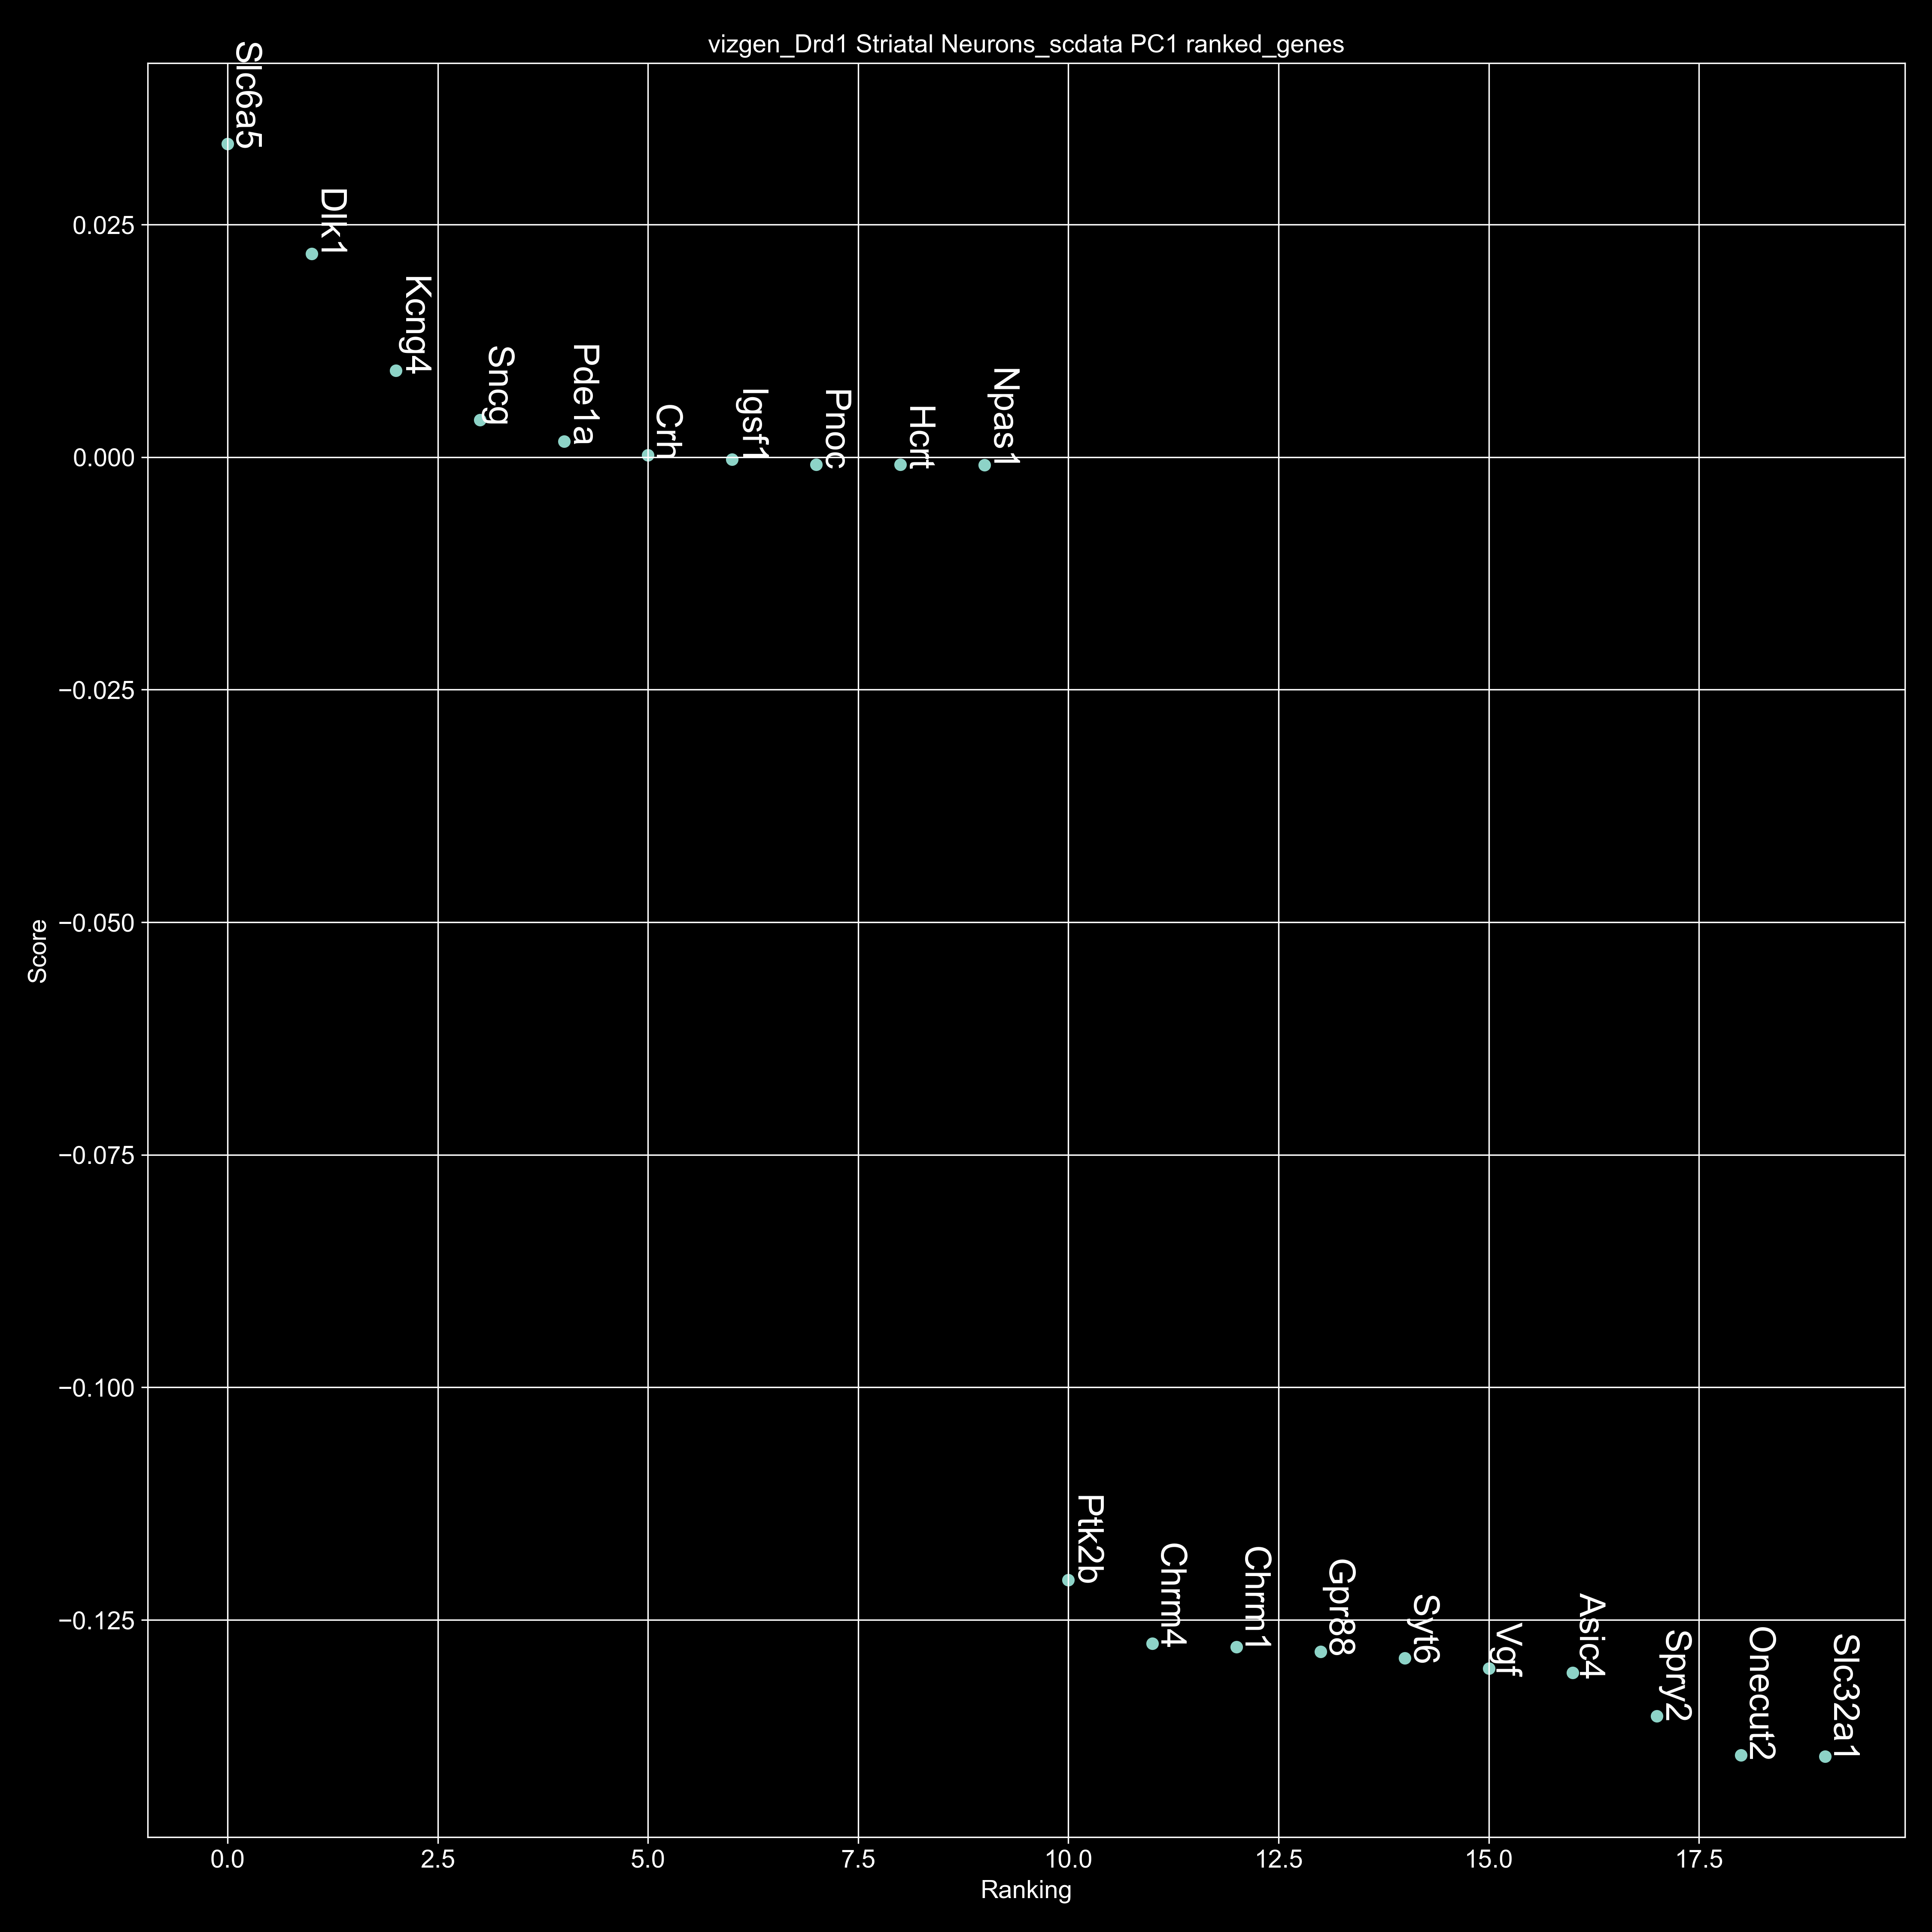 vizgen_Drd1 Striatal Neurons_scdata PC1 ranked_genes
Slc6a5
Dlk1
Kcng4
Sncg
Pde1a
Crh
Igsf1
Pnoc
Hcrt
Npas1
Ptk2b
Chrm4
Chrm1
Gpr88
Syt6
Vgf
Asic4
Spry2
Onecut2
Slc32a1
0.025
0.000
−0.025
−0.050
−0.075
−0.100
−0.125
Score
0.0 2.5 5.0 7.5 10.0 12.5 15.0 17.5
Ranking